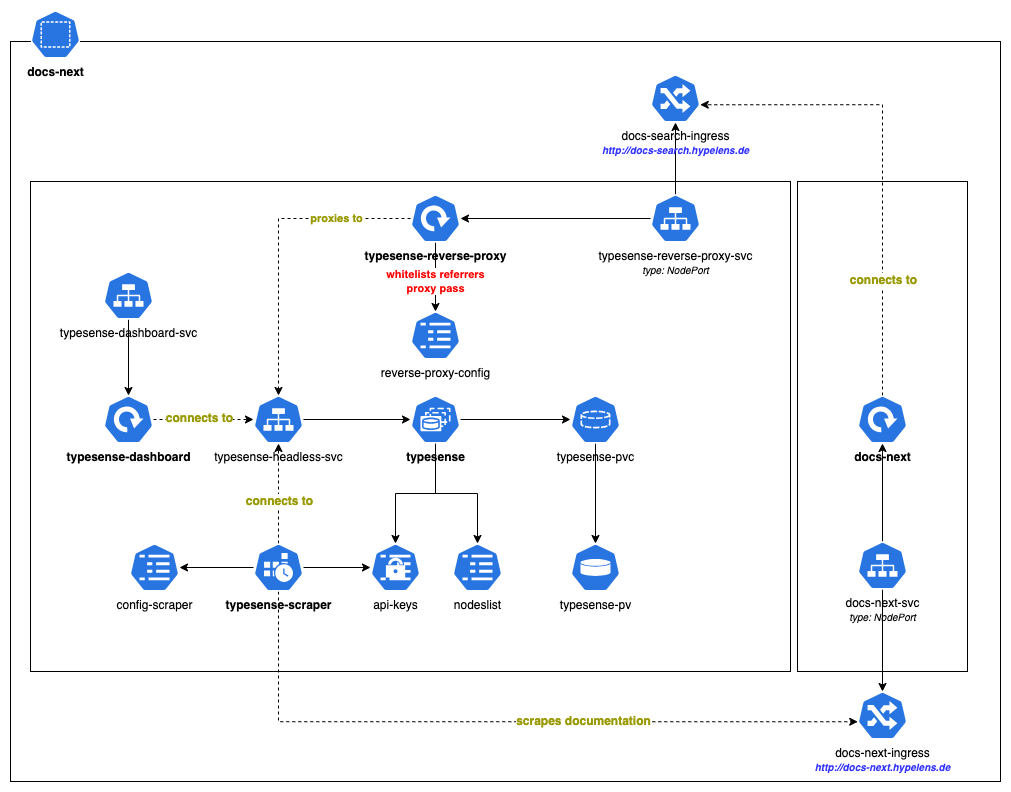 docs-next
docs-search-ingress
http://docs-search.hypelens.de
proxies to
typesense-reverse-proxy
whitelists referrers
proxy pass
typesense-reverse-proxy-svc
type: NodePort
connects to
typesense-dashboard-svc
reverse-proxy-config
connects to
typesense-dashboard
typesense-headless-svc
typesense
typesense-pvc
docs-next
connects to
config-scraper
typesense-scraper
api-keys
nodeslist
typesense-pv
docs-next-svc
type: NodePort
scrapes documentation
docs-next-ingress
http://docs-next.hypelens.de